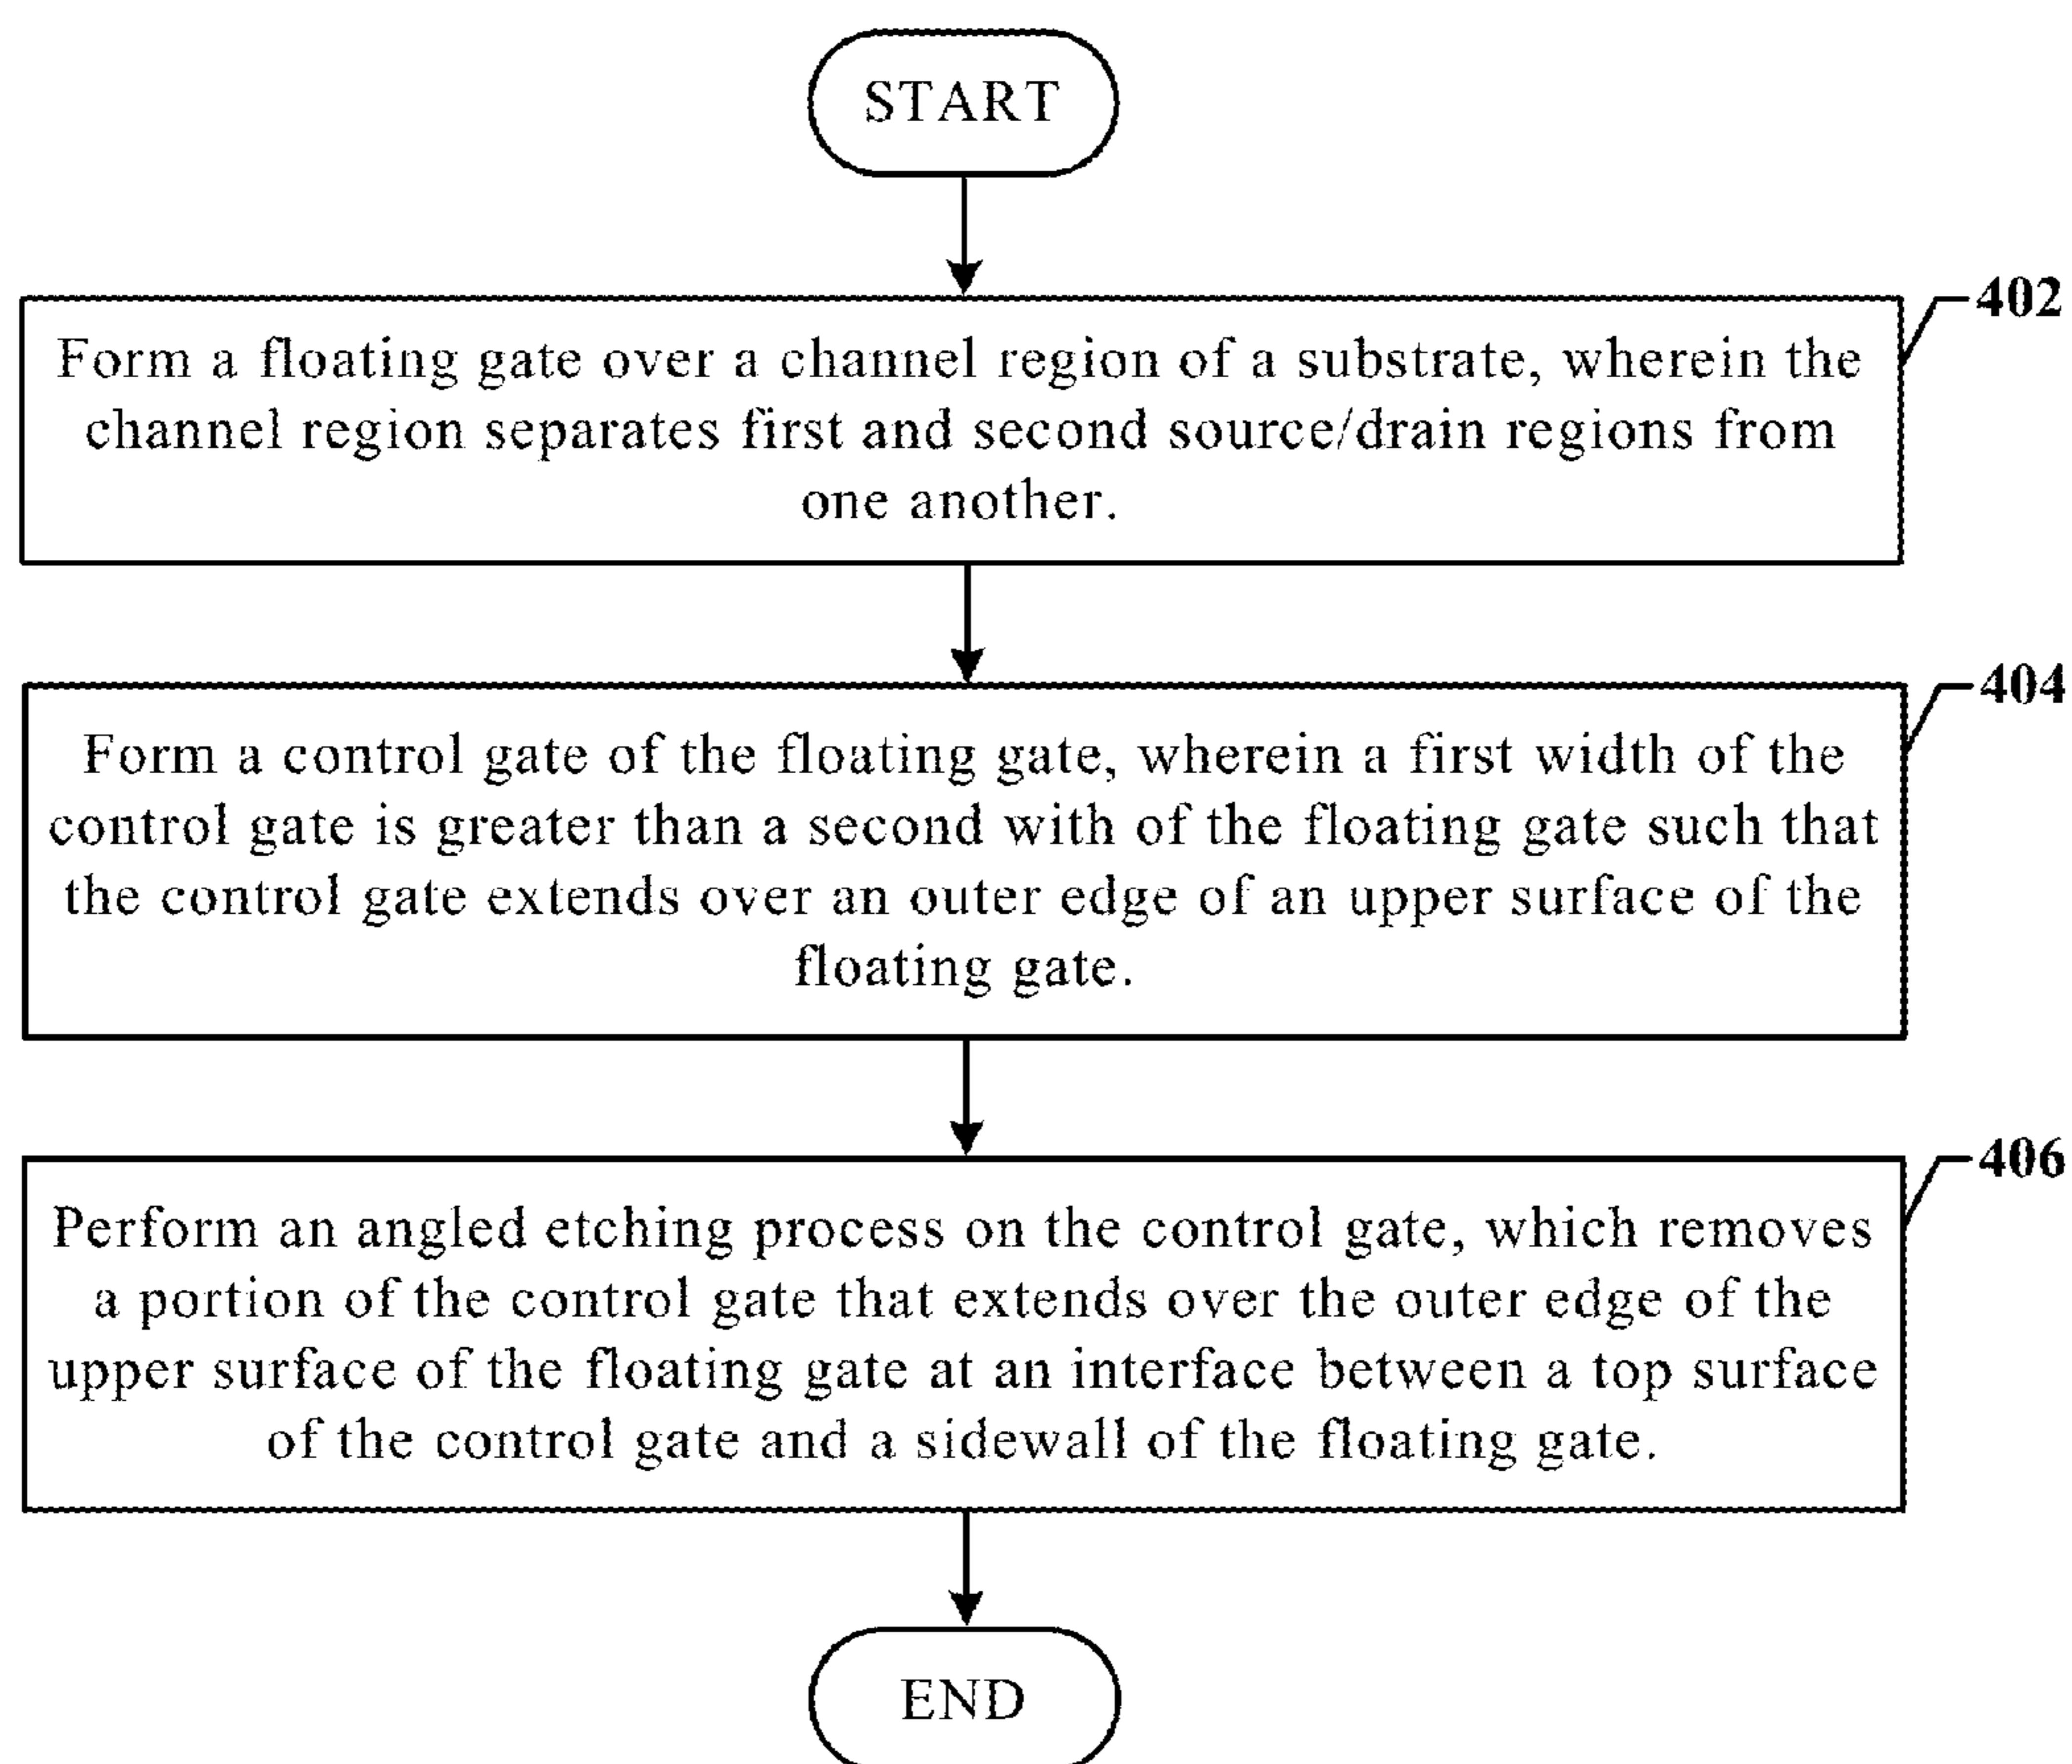 START
402
Form a floating gate over a channel region of a substrate, wherein the
channel region separates first and second source/drain regions from
one another.
404
Form a control gate of the floating gate, wherein a first width of the
control gate is greater than a second with of the floating gate such that
the control gate extends over an outer edge of an upper surface of the
floating gate.
406
Perform an angled etching process on the control gate, which removes
a portion of the control gate that extends over the outer edge of the
upper surface of the floating gate at an interface between a top surface
of the control gate and a sidewall of the floating gate.
END